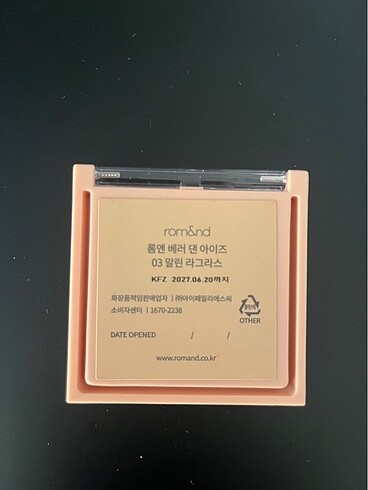 rom&nd
롬앤 베러 댄 아이즈
03 말린 라그라스
KFZ 2027.06.20까지
화장품책임판매업자 | ㈜아이패밀리에스씨
소비자센터 | 1670-2238
OTHER
DATE OPENED / /
www.romand.co.kr